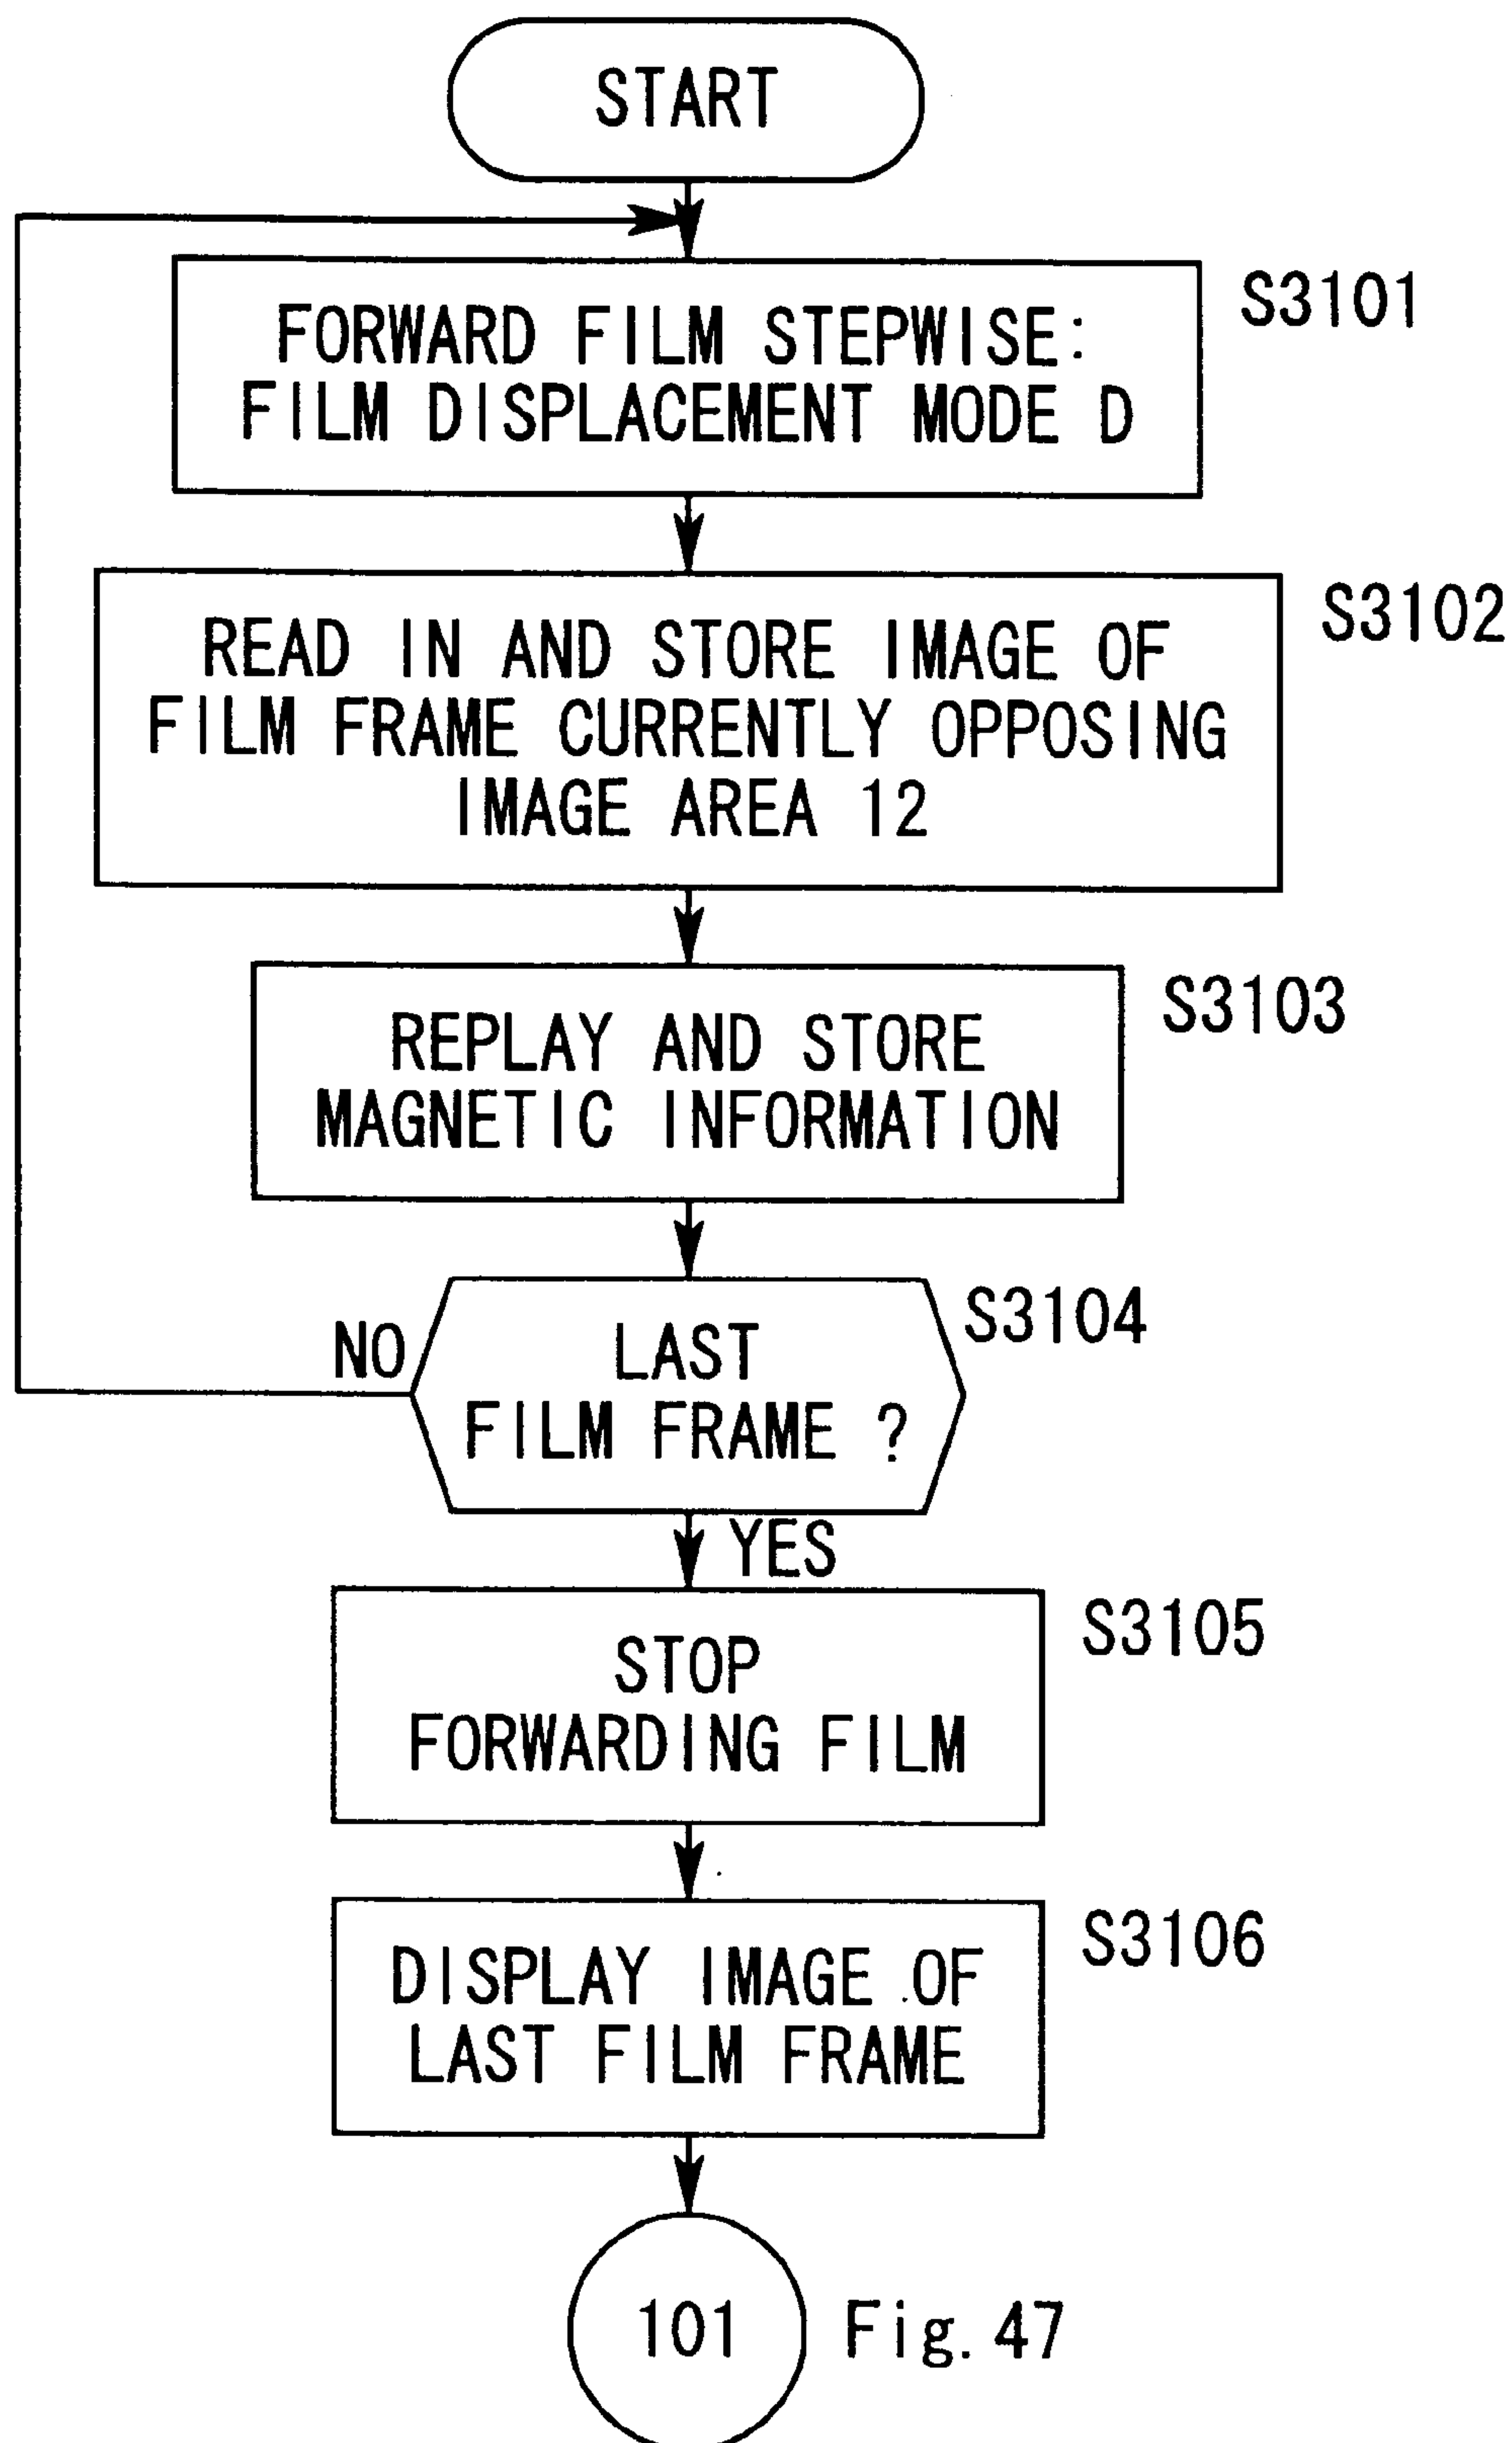 START
FORWARD FILM STEPWISE:
FILM DISPLACEMENT MODE D
S3101
READ IN AND STORE IMAGE OF
FILM FRAME CURRENTLY OPPOSING
IMAGE AREA 12
S3102
REPLAY AND STORE
MAGNETIC INFORMATION
S3103
LAST
FILM FRAME ?
S3104
NO
YES
STOP
FORWARDING FILM
S3105
DISPLAY IMAGE OF
LAST FILM FRAME
S3106
101
Fig. 47